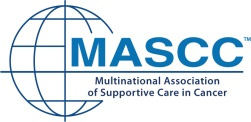 MASCC™
Multinational Association
of Supportive Care in Cancer